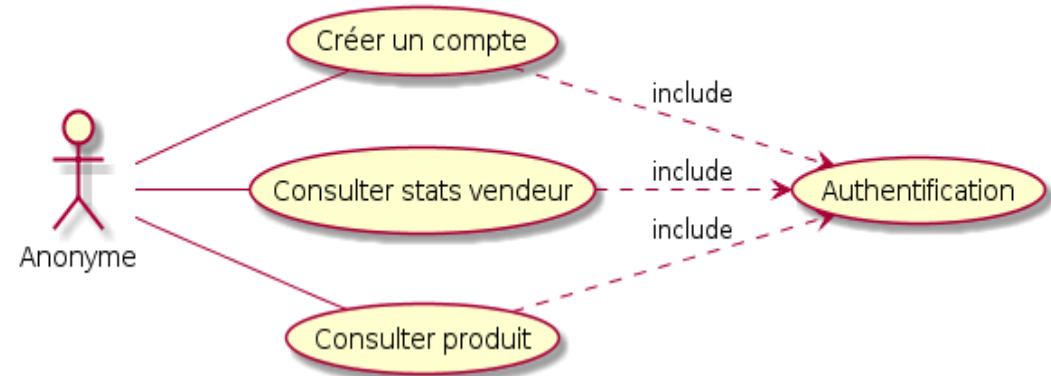 Créer un compte
include
Consulter stats vendeur
include
Authentification
include
Anonyme
Consulter produit